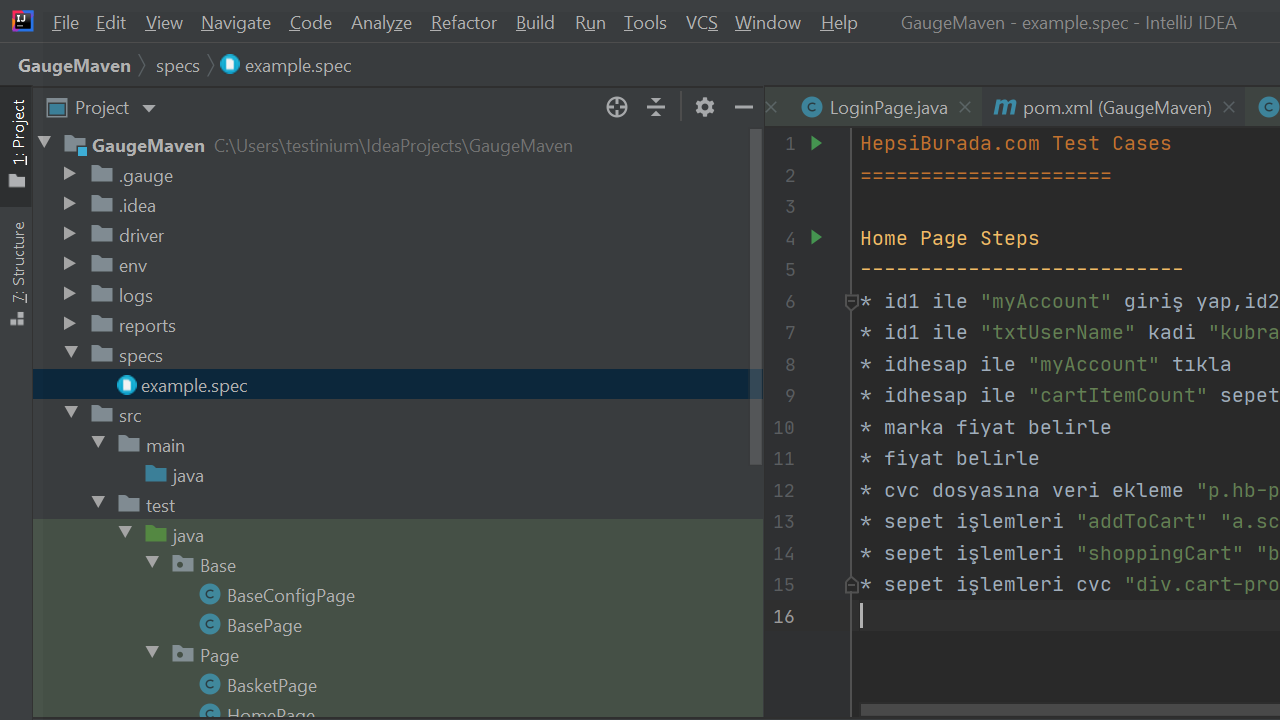 File Edit View Navigate Code Analyze Refactor Build Run Tools VCS Window Help GaugeMaven - example.spec - IntelliJ IDEA
GaugeMaven specs example.spec
1: Project
7: Structure
Project
GaugeMaven C:\Users\testinium\IdeaProjects\GaugeMaven
.gauge
.idea
driver
env
logs
reports
specs
example.spec
src
main
java
test
java
Base
BaseConfigPage
BasePage
Page
BasketPage
HomePage
LoginPage.java pom.xml (GaugeMaven)
1 HepsiBurada.com Test Cases
2 =====================
3
4 Home Page Steps
5 ---------------------------
6 * id1 ile "myAccount" giriş yap,id2
7 * id1 ile "txtUserName" kadi "kubra
8 * idhesap ile "myAccount" tıkla
9 * idhesap ile "cartItemCount" sepet
10 * marka fiyat belirle
11 * fiyat belirle
12 * cvc dosyasına veri ekleme "p.hb-p
13 * sepet işlemleri "addToCart" "a.sc
14 * sepet işlemleri "shoppingCart" "b
15 * sepet işlemleri cvc "div.cart-pro
16